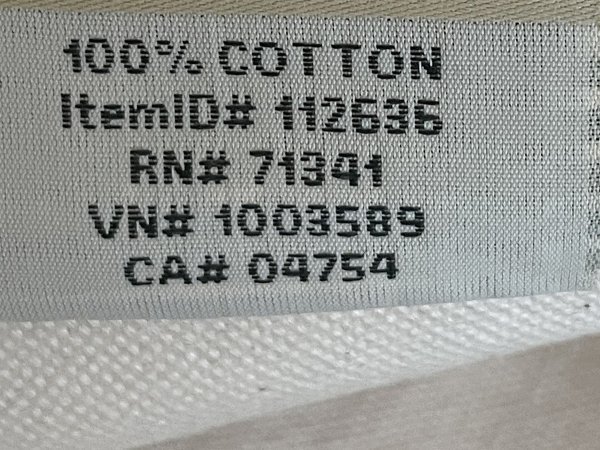 100% COTTON
ItemID# 112636
RN# 71341
VN# 1003589
CA# 04754